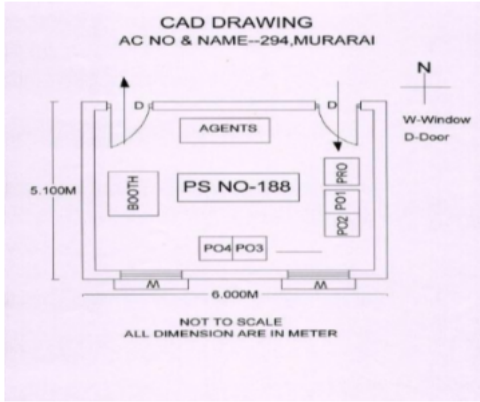 CAD DRAWING
AC NO & NAME--294,MURARAI
N
W-Window
D-Door
D
D
AGENTS
5.100M
BOOTH
PS NO-188
PRO
PO1
PO2
PO4 PO3
W
W
6.000M
NOT TO SCALE
ALL DIMENSION ARE IN METER